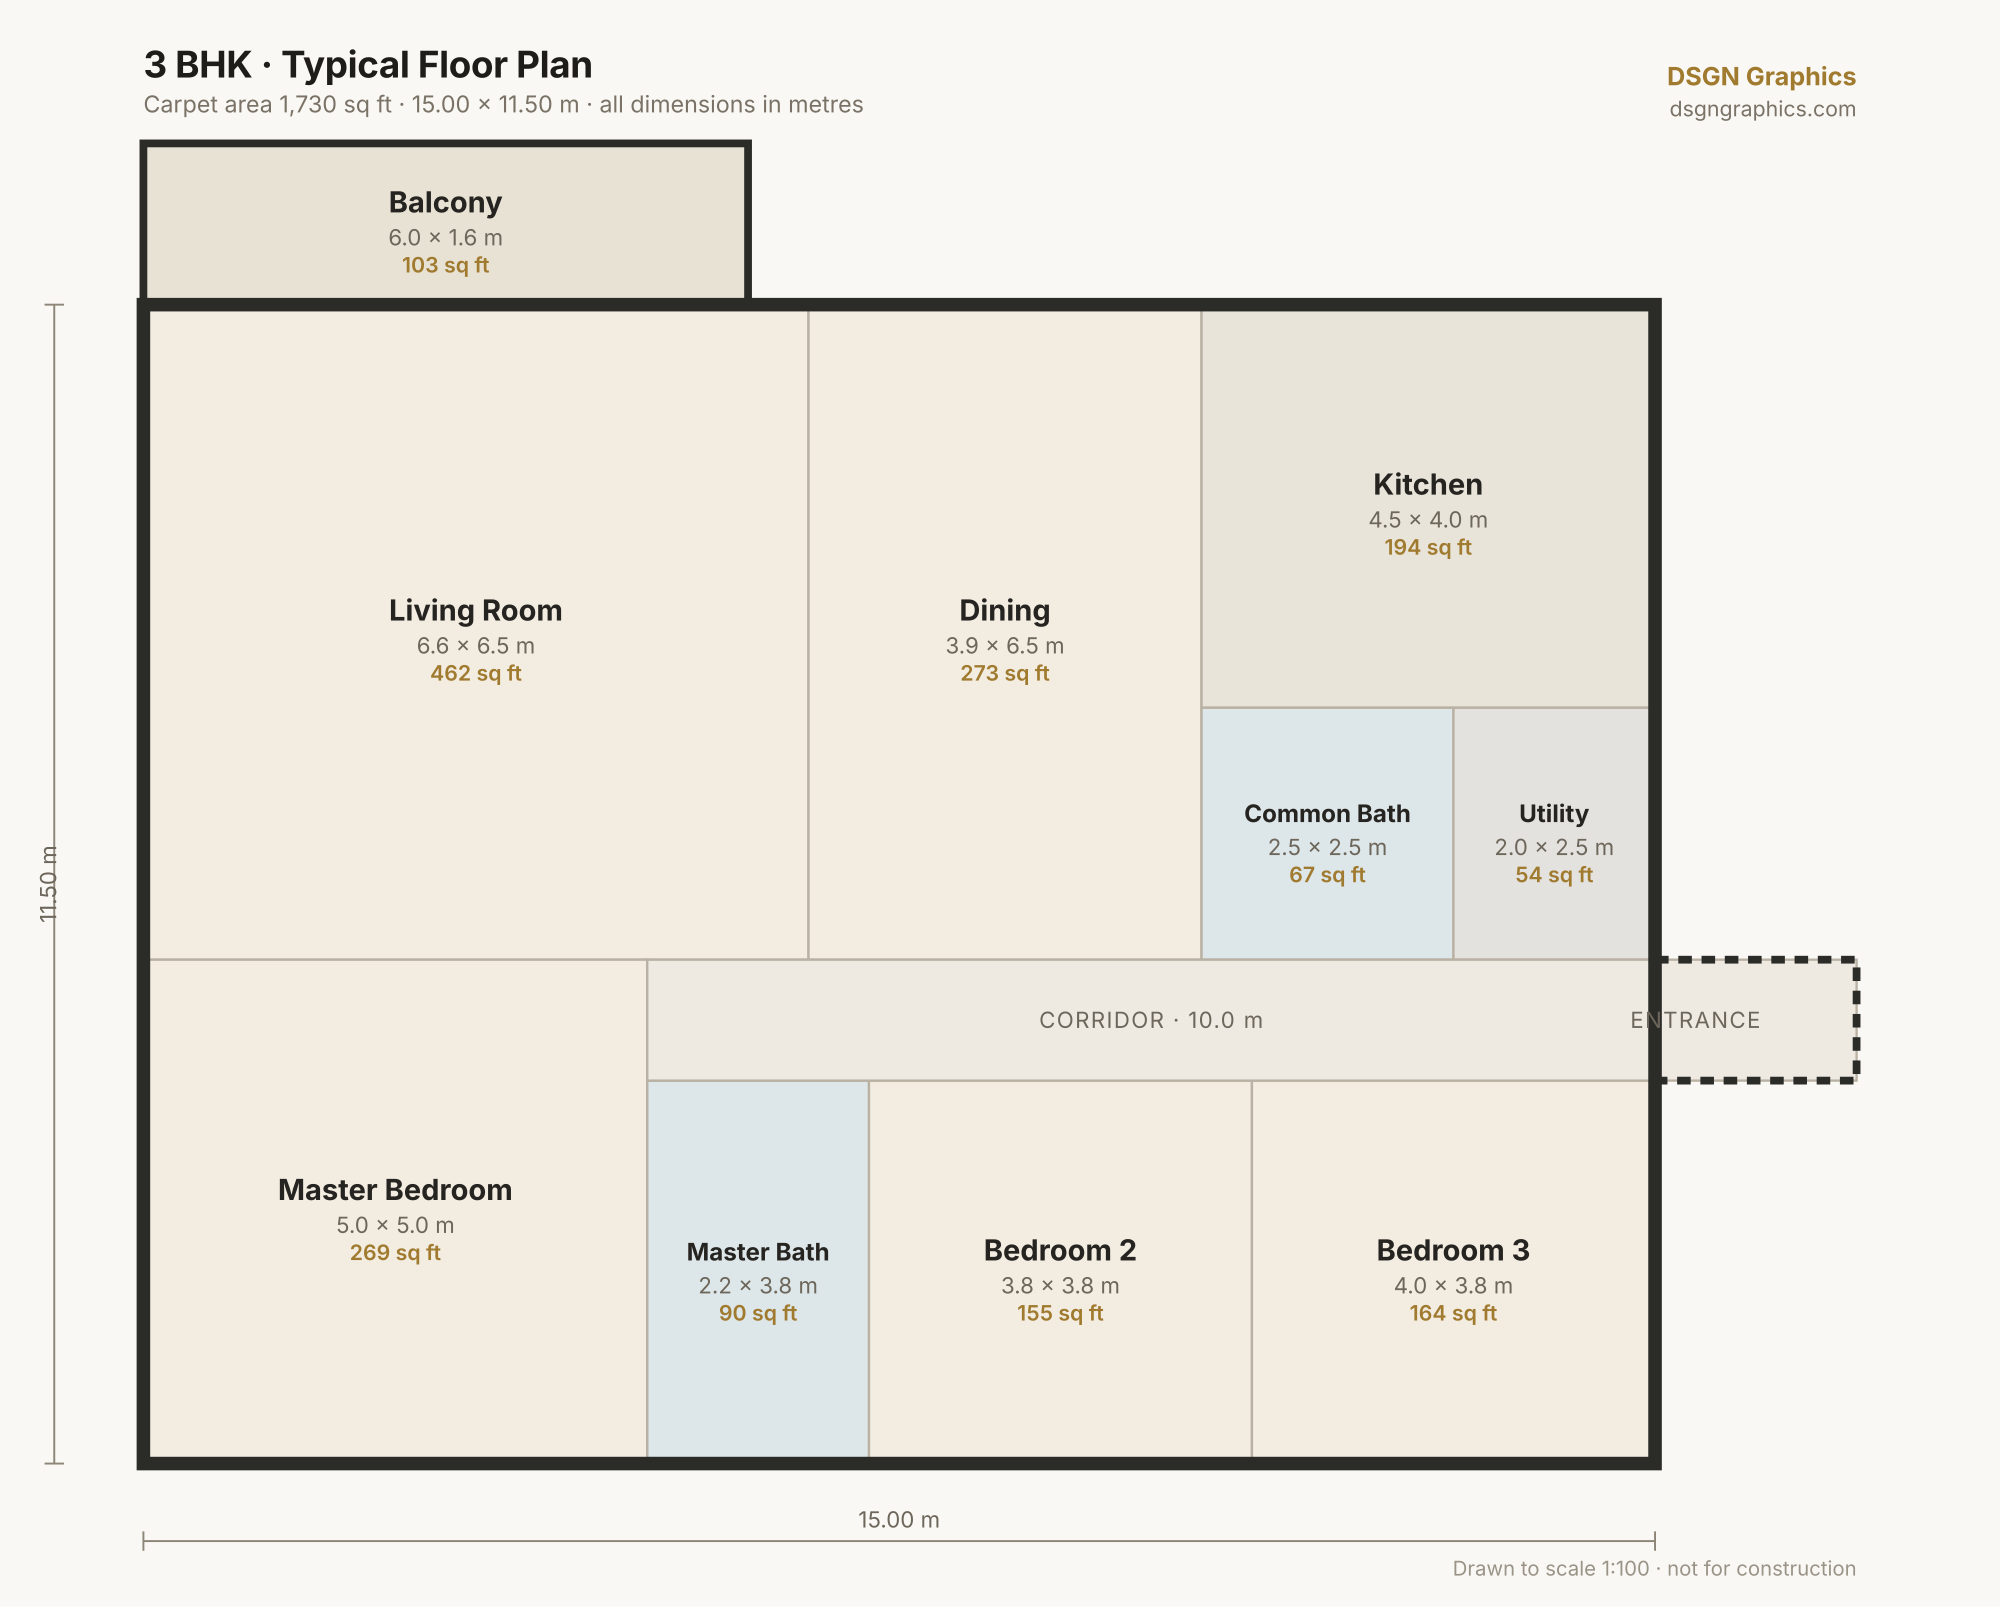 3 BHK · Typical Floor Plan
Carpet area 1,730 sq ft · 15.00 × 11.50 m · all dimensions in metres
DSGN Graphics
dsgngraphics.com
Balcony
6.0 × 1.6 m
103 sq ft
Living Room
6.6 × 6.5 m
462 sq ft
Dining
3.9 × 6.5 m
273 sq ft
Kitchen
4.5 × 4.0 m
194 sq ft
Common Bath
2.5 × 2.5 m
67 sq ft
Utility
2.0 × 2.5 m
54 sq ft
11.50 m
CORRIDOR · 10.0 m
ENTRANCE
Master Bedroom
5.0 × 5.0 m
269 sq ft
Master Bath
2.2 × 3.8 m
90 sq ft
Bedroom 2
3.8 × 3.8 m
155 sq ft
Bedroom 3
4.0 × 3.8 m
164 sq ft
15.00 m
Drawn to scale 1:100 · not for construction